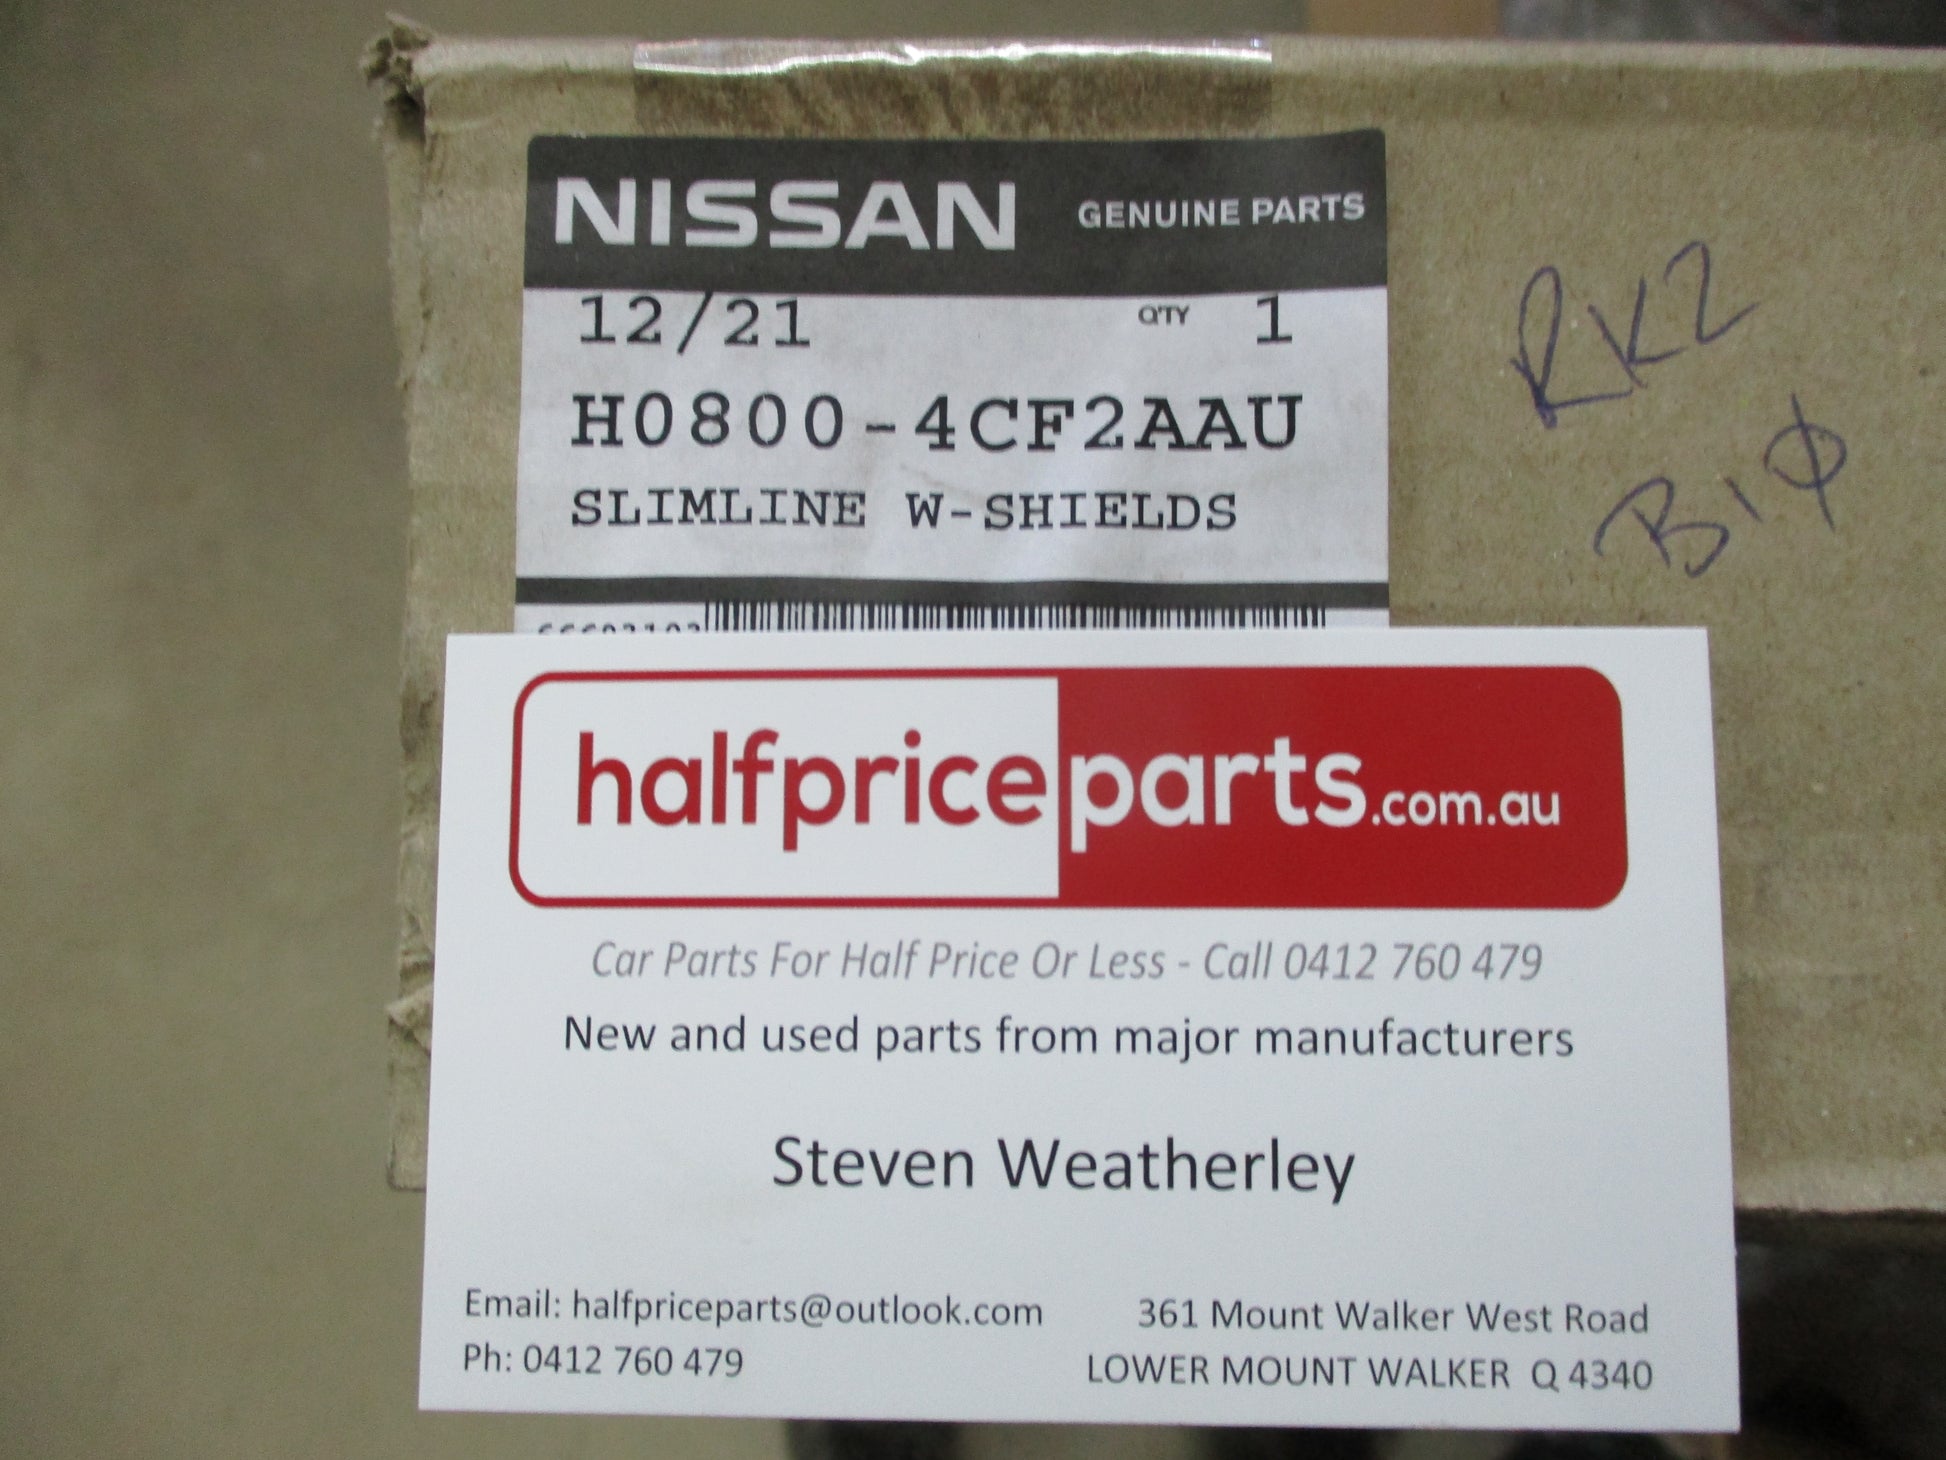 NISSAN GENUINE PARTS
12/21 QTY 1
H0800-4CF2AAU
SLIMLINE W-SHIELDS
RK2
B1Ø
halfpriceparts.com.au
Car Parts For Half Price Or Less - Call 0412 760 479
New and used parts from major manufacturers
Steven Weatherley
Email: halfpriceparts@outlook.com
Ph: 0412 760 479
361 Mount Walker West Road
LOWER MOUNT WALKER Q 4340